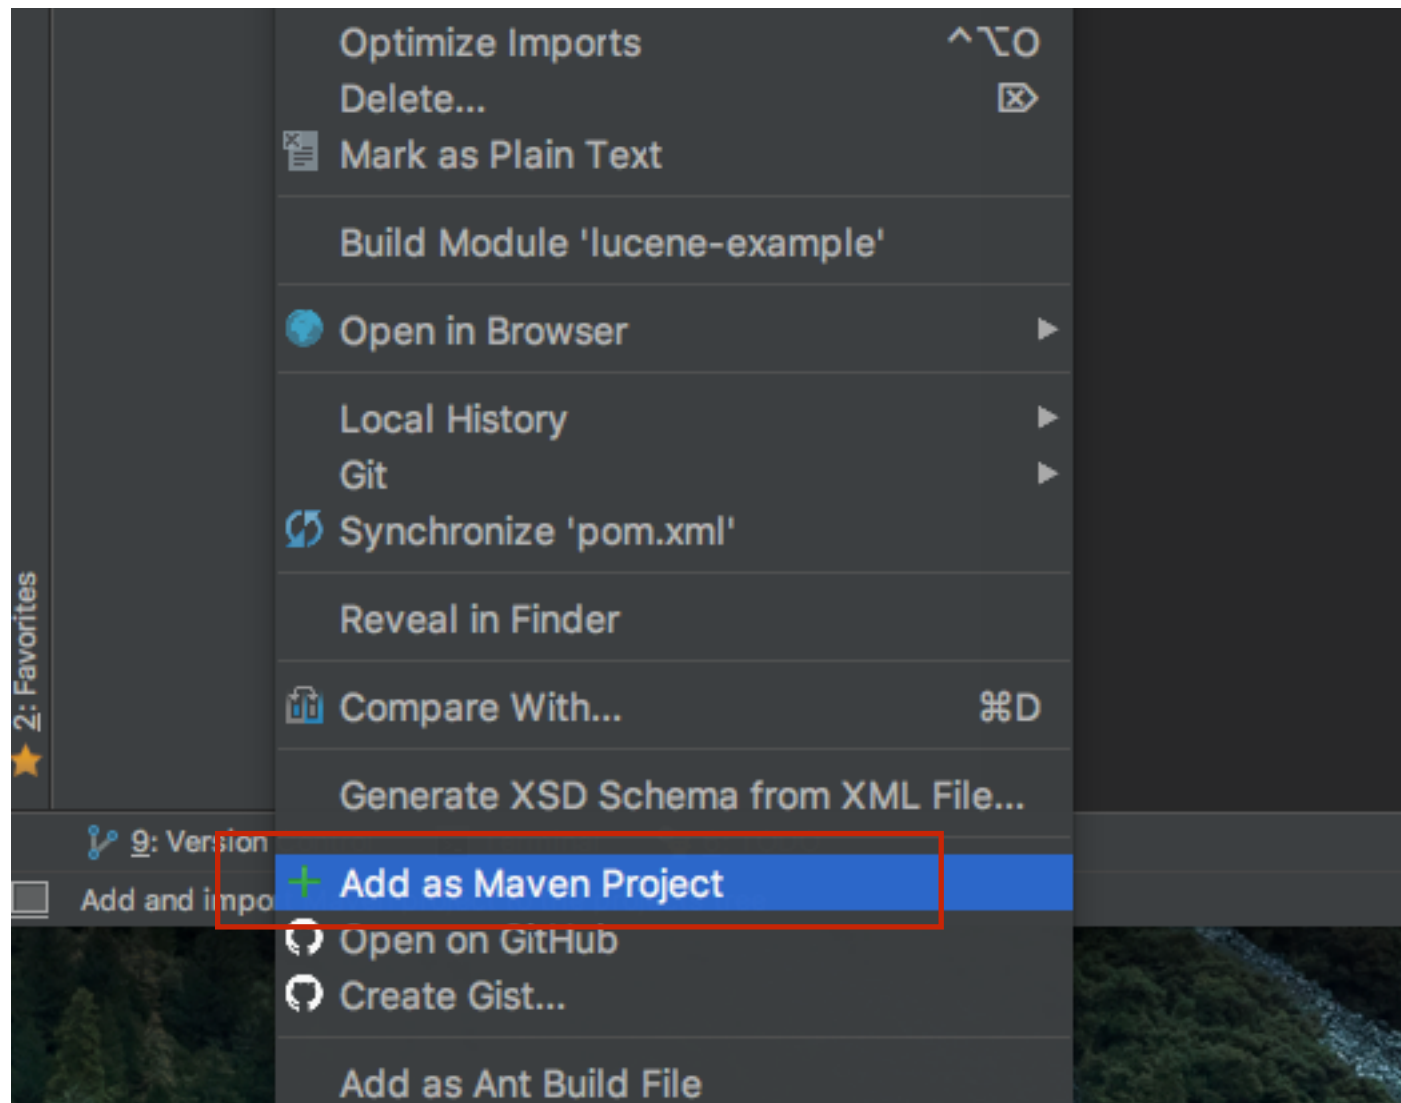 Optimize Imports ^⌥O
Delete... ⌦
Mark as Plain Text
Build Module 'lucene-example'
Open in Browser
Local History
Git
Synchronize 'pom.xml'
Reveal in Finder
Compare With... ⌘D
Generate XSD Schema from XML File...
Add as Maven Project
Open on GitHub
Create Gist...
Add as Ant Build File
2: Favorites
9: Version
Add and impo